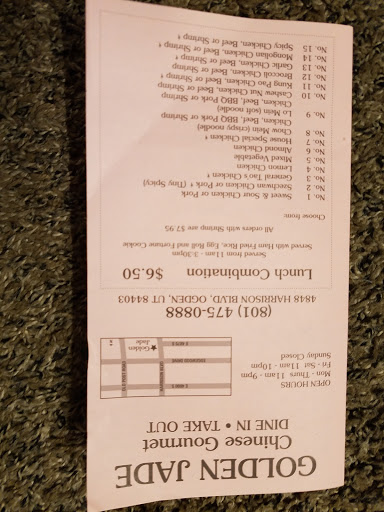 GOLDEN JADE
Chinese Gourmet
DINE IN • TAKE OUT
OPEN HOURS
Mon - Thurs 11am - 9pm
Fri - Sat 11am - 10pm
Sunday Closed
Golden
Jade
(801) 475-0888
4848 HARRISON BLVD. OGDEN, UT 84403
Lunch Combination $6.50
Served from 11am - 3:30pm
Served with Fried Ham Rice, Egg Roll and Fortune Cookie
All orders with Shrimp are $7.95
Choose from:
No. 1 Sweet & Sour Chicken or Pork
No. 2 Szechuan Chicken or Pork * (Tiny Spicy)
No. 3 General Tao's Chicken *
No. 4 Lemon Chicken
No. 5 Mixed Vegetable
No. 6 Almond Chicken
No. 7 House Special Chicken *
No. 8 Chow Mein (crispy noodle)
Chicken, Beef, BBQ Pork or Shrimp
No. 9 Lo Mein (soft noodle)
Chicken, Beef, BBQ Pork or Shrimp
No. 10 Cashew Nut Chicken, Beef or Shrimp
No. 11 Kung Pao Chicken, Beef or Shrimp *
No. 12 Broccoli Chicken, Beef or Shrimp
No. 13 Garlic Chicken, Beef or Shrimp *
No. 14 Mongolian Chicken, Beef or Shrimp *
No. 15 Spicy Chicken, Beef or Shrimp *